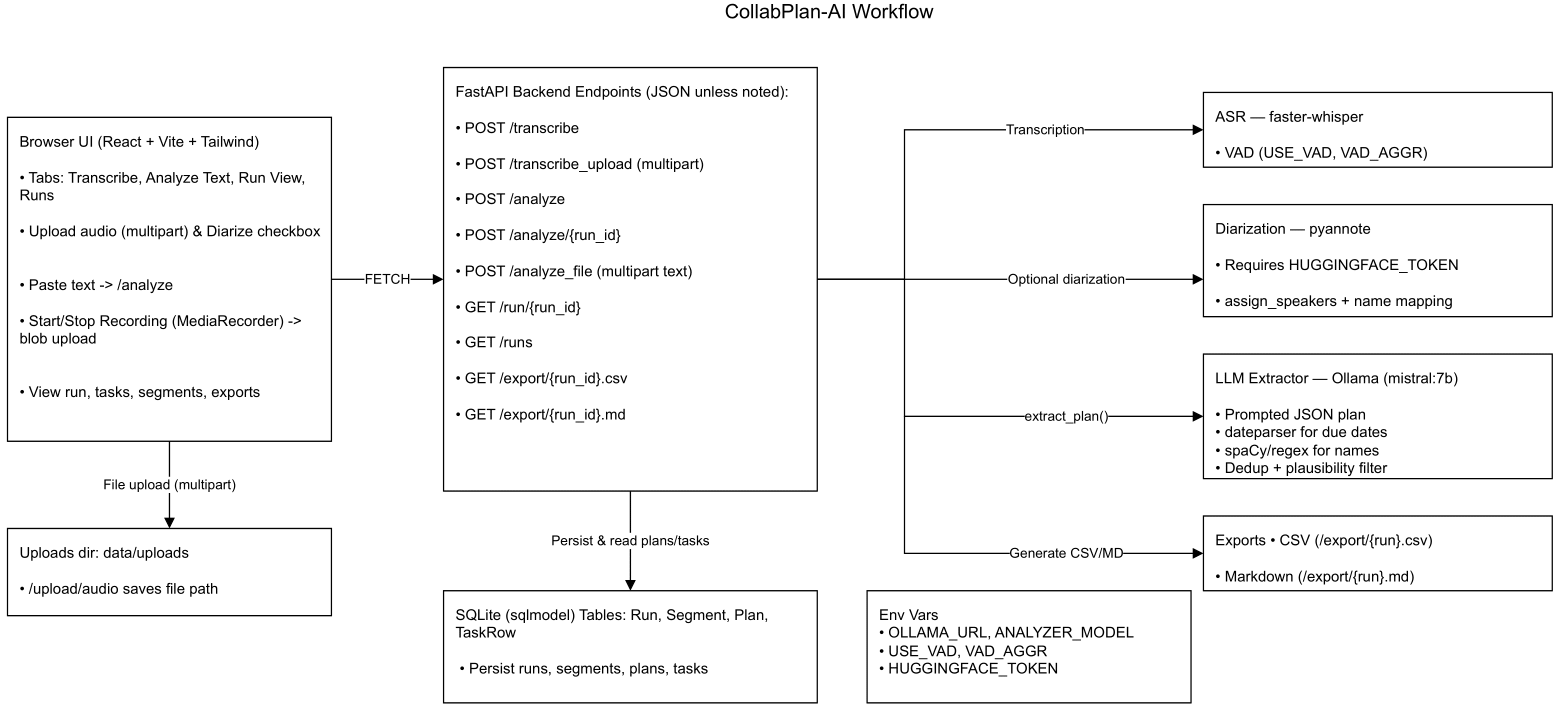 CollabPlan-AI Workflow
Browser UI (React + Vite + Tailwind)
• Tabs: Transcribe, Analyze Text, Run View,
Runs
• Upload audio (multipart) & Diarize checkbox
• Paste text -> /analyze
• Start/Stop Recording (MediaRecorder) ->
blob upload
• View run, tasks, segments, exports
File upload (multipart)
Uploads dir: data/uploads
• /upload/audio saves file path
FETCH
FastAPI Backend Endpoints (JSON unless noted):
• POST /transcribe
• POST /transcribe_upload (multipart)
• POST /analyze
• POST /analyze/{run_id}
• POST /analyze_file (multipart text)
• GET /run/{run_id}
• GET /runs
• GET /export/{run_id}.csv
• GET /export/{run_id}.md
Persist & read plans/tasks
SQLite (sqlmodel) Tables: Run, Segment, Plan,
TaskRow
• Persist runs, segments, plans, tasks
Transcription
ASR — faster-whisper
• VAD (USE_VAD, VAD_AGGR)
Optional diarization
Diarization — pyannote
• Requires HUGGINGFACE_TOKEN
• assign_speakers + name mapping
extract_plan()
LLM Extractor — Ollama (mistral:7b)
• Prompted JSON plan
• dateparser for due dates
• spaCy/regex for names
• Dedup + plausibility filter
Generate CSV/MD
Exports • CSV (/export/{run}.csv)
• Markdown (/export/{run}.md)
Env Vars
• OLLAMA_URL, ANALYZER_MODEL
• USE_VAD, VAD_AGGR
• HUGGINGFACE_TOKEN